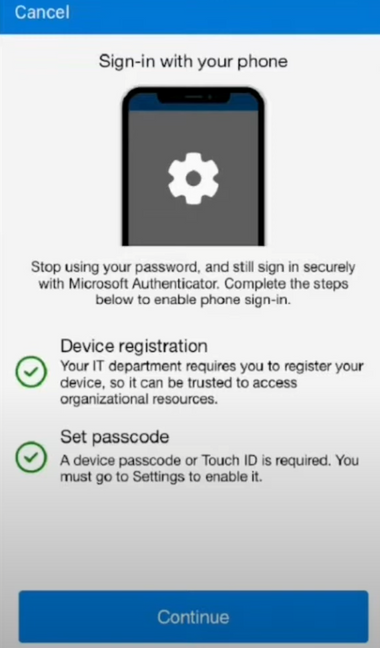 Cancel
Sign-in with your phone
Stop using your password, and still sign in securely
with Microsoft Authenticator. Complete the steps
below to enable phone sign-in.
Device registration
Your IT department requires you to register your
device, so it can be trusted to access
organizational resources.
Set passcode
A device passcode or Touch ID is required. You
must go to Settings to enable it.
Continue